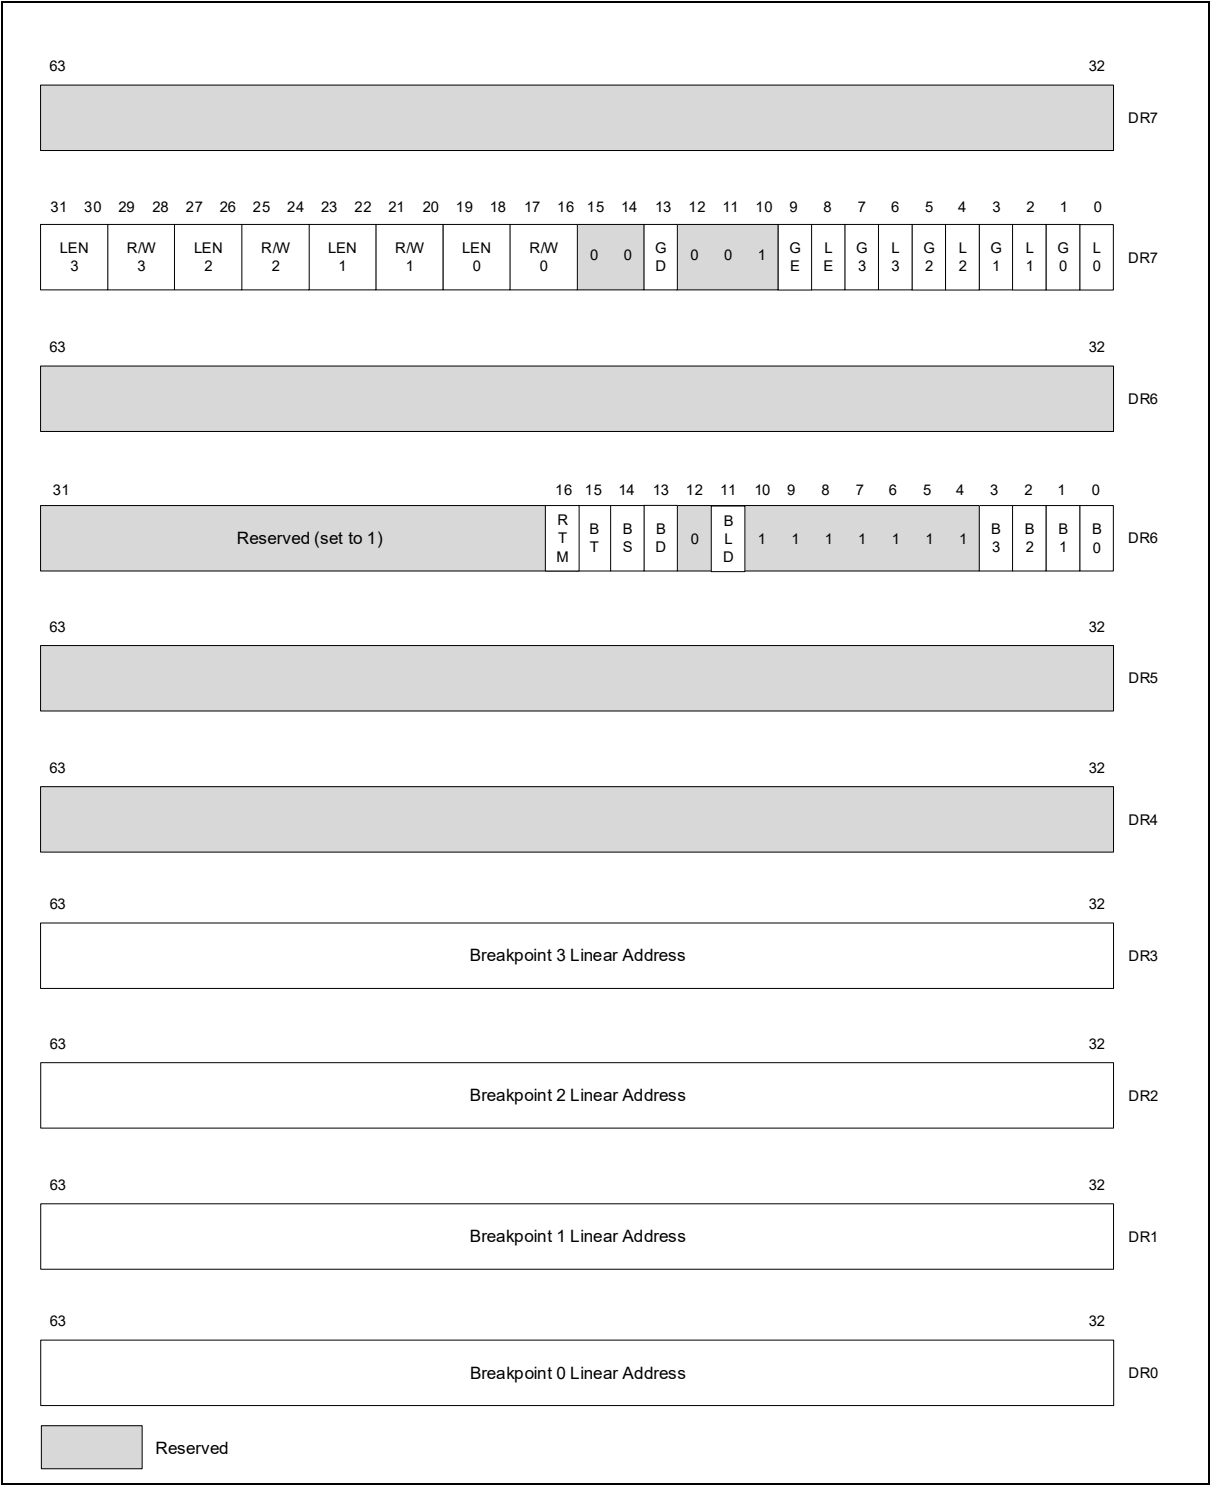 63 32
DR7
31 30 29 28 27 26 25 24 23 22 21 20 19 18 17 16 15 14 13 12 11 10 9 8 7 6 5 4 3 2 1 0
LEN 3 R/W 3 LEN 2 R/W 2 LEN 1 R/W 1 LEN 0 R/W 0 0 0 GD 0 0 1 GE LE G3 L3 G2 L2 G1 L1 G0 L0 DR7
63 32
DR6
31 16 15 14 13 12 11 10 9 8 7 6 5 4 3 2 1 0
Reserved (set to 1) RTM BT BS BD 0 BLD 1 1 1 1 1 1 1 B3 B2 B1 B0 DR6
63 32
DR5
63 32
DR4
63 32
Breakpoint 3 Linear Address DR3
63 32
Breakpoint 2 Linear Address DR2
63 32
Breakpoint 1 Linear Address DR1
63 32
Breakpoint 0 Linear Address DR0
Reserved